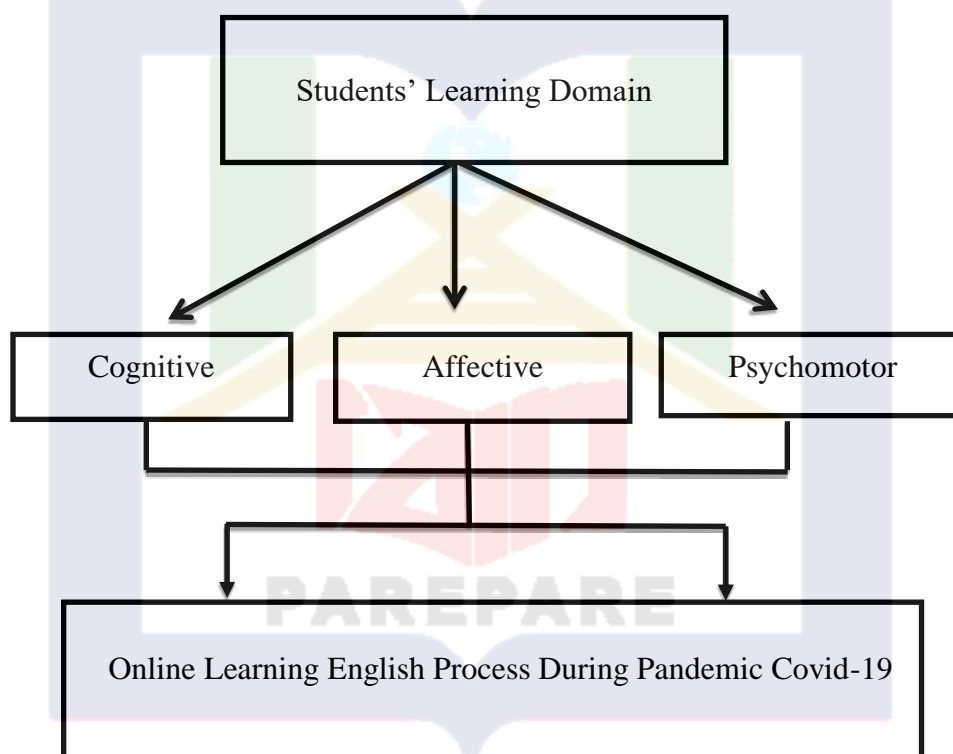 Students’ Learning Domain
Cognitive
Affective
Psychomotor
PAREPARE
Online Learning English Process During Pandemic Covid-19